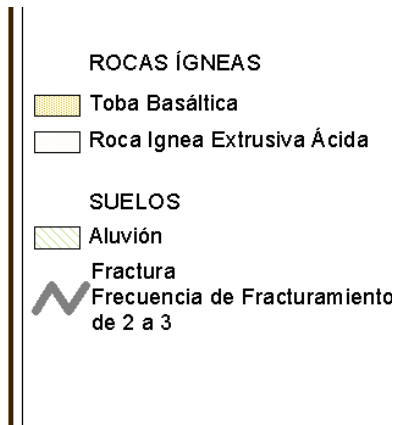 ROCAS ÍGNEAS
Toba Basáltica
Roca Ignea Extrusiva Ácida
SUELOS
Aluvión
Fractura
Frecuencia de Fracturamiento
de 2 a 3